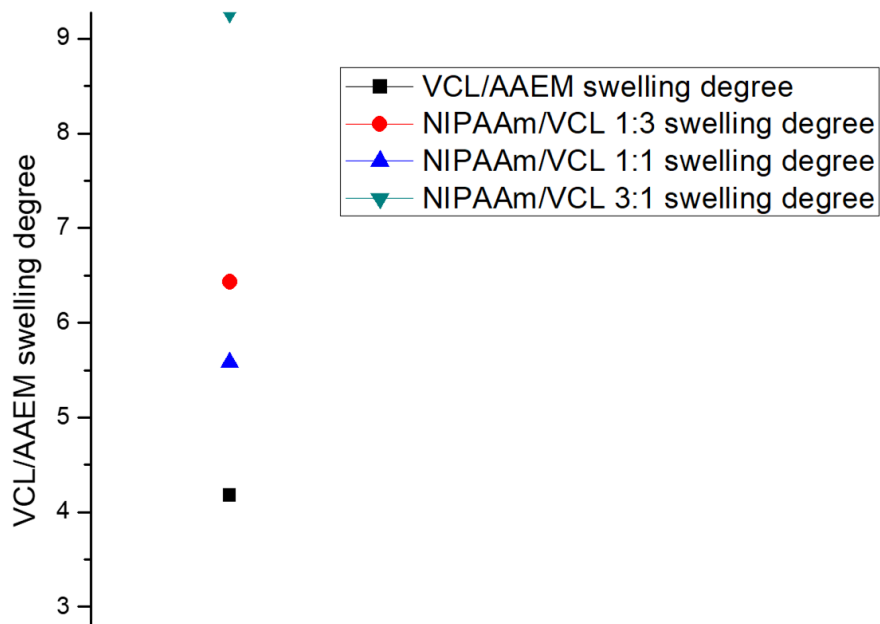 9
8
7
6
5
4
3
VCL/AAEM swelling degree
VCL/AAEM swelling degree
NIPAAm/VCL 1:3 swelling degree
NIPAAm/VCL 1:1 swelling degree
NIPAAm/VCL 3:1 swelling degree